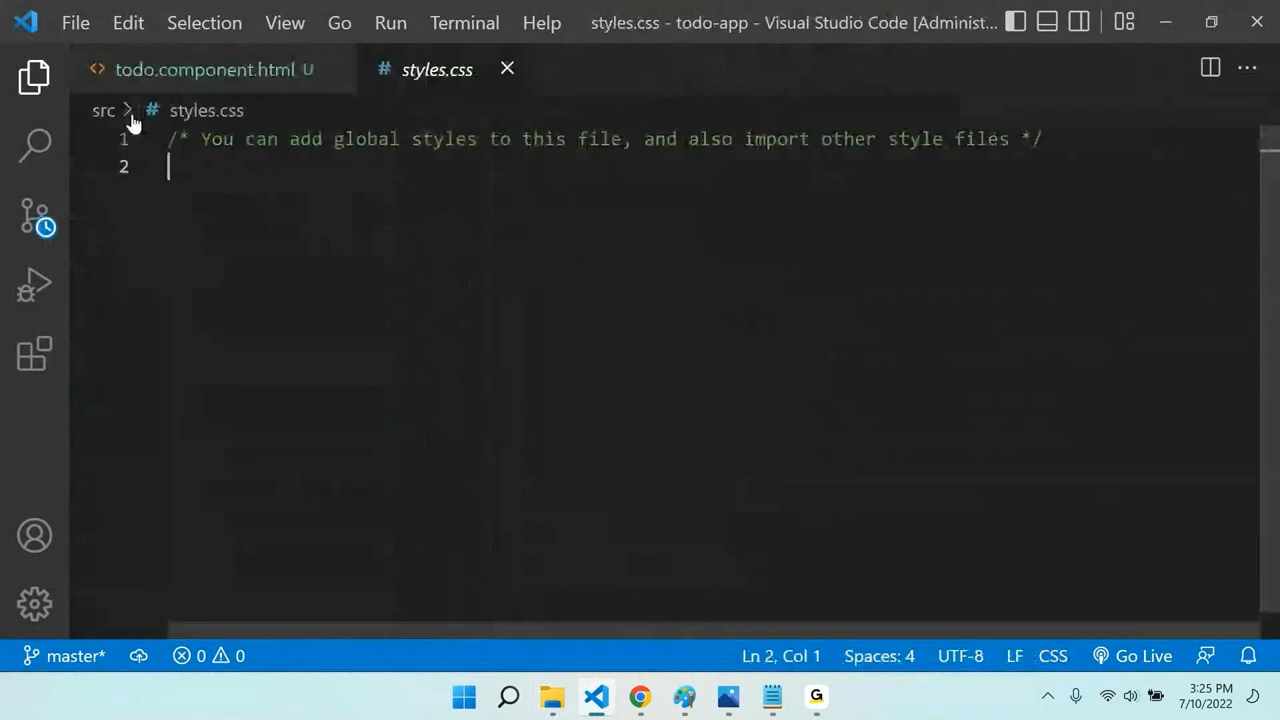 File Edit Selection View Go Run Terminal Help styles.css - todo-app - Visual Studio Code [Administ...
<> todo.component.html U # styles.css
src > # styles.css
1 /* You can add global styles to this file, and also import other style files */
2
master* 0 0 Ln 2, Col 1 Spaces: 4 UTF-8 LF CSS Go Live
G 3:25 PM
7/10/2022